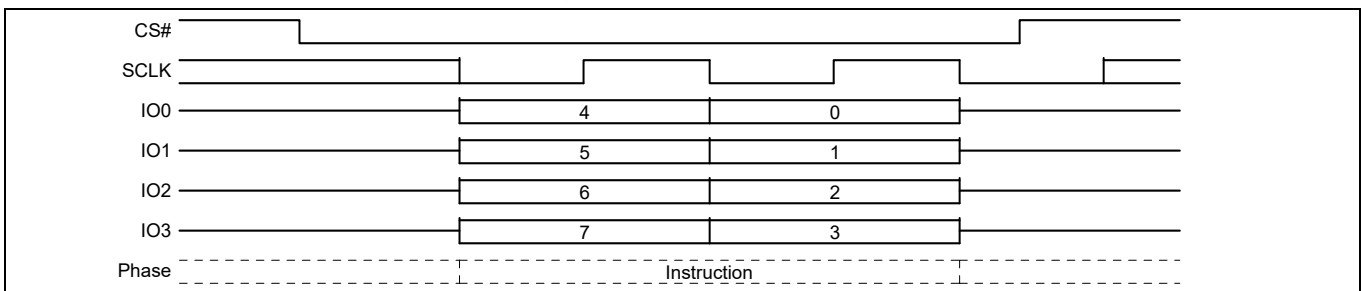 CS#
SCLK
IO0 4 0
IO1 5 1
IO2 6 2
IO3 7 3
Phase Instruction